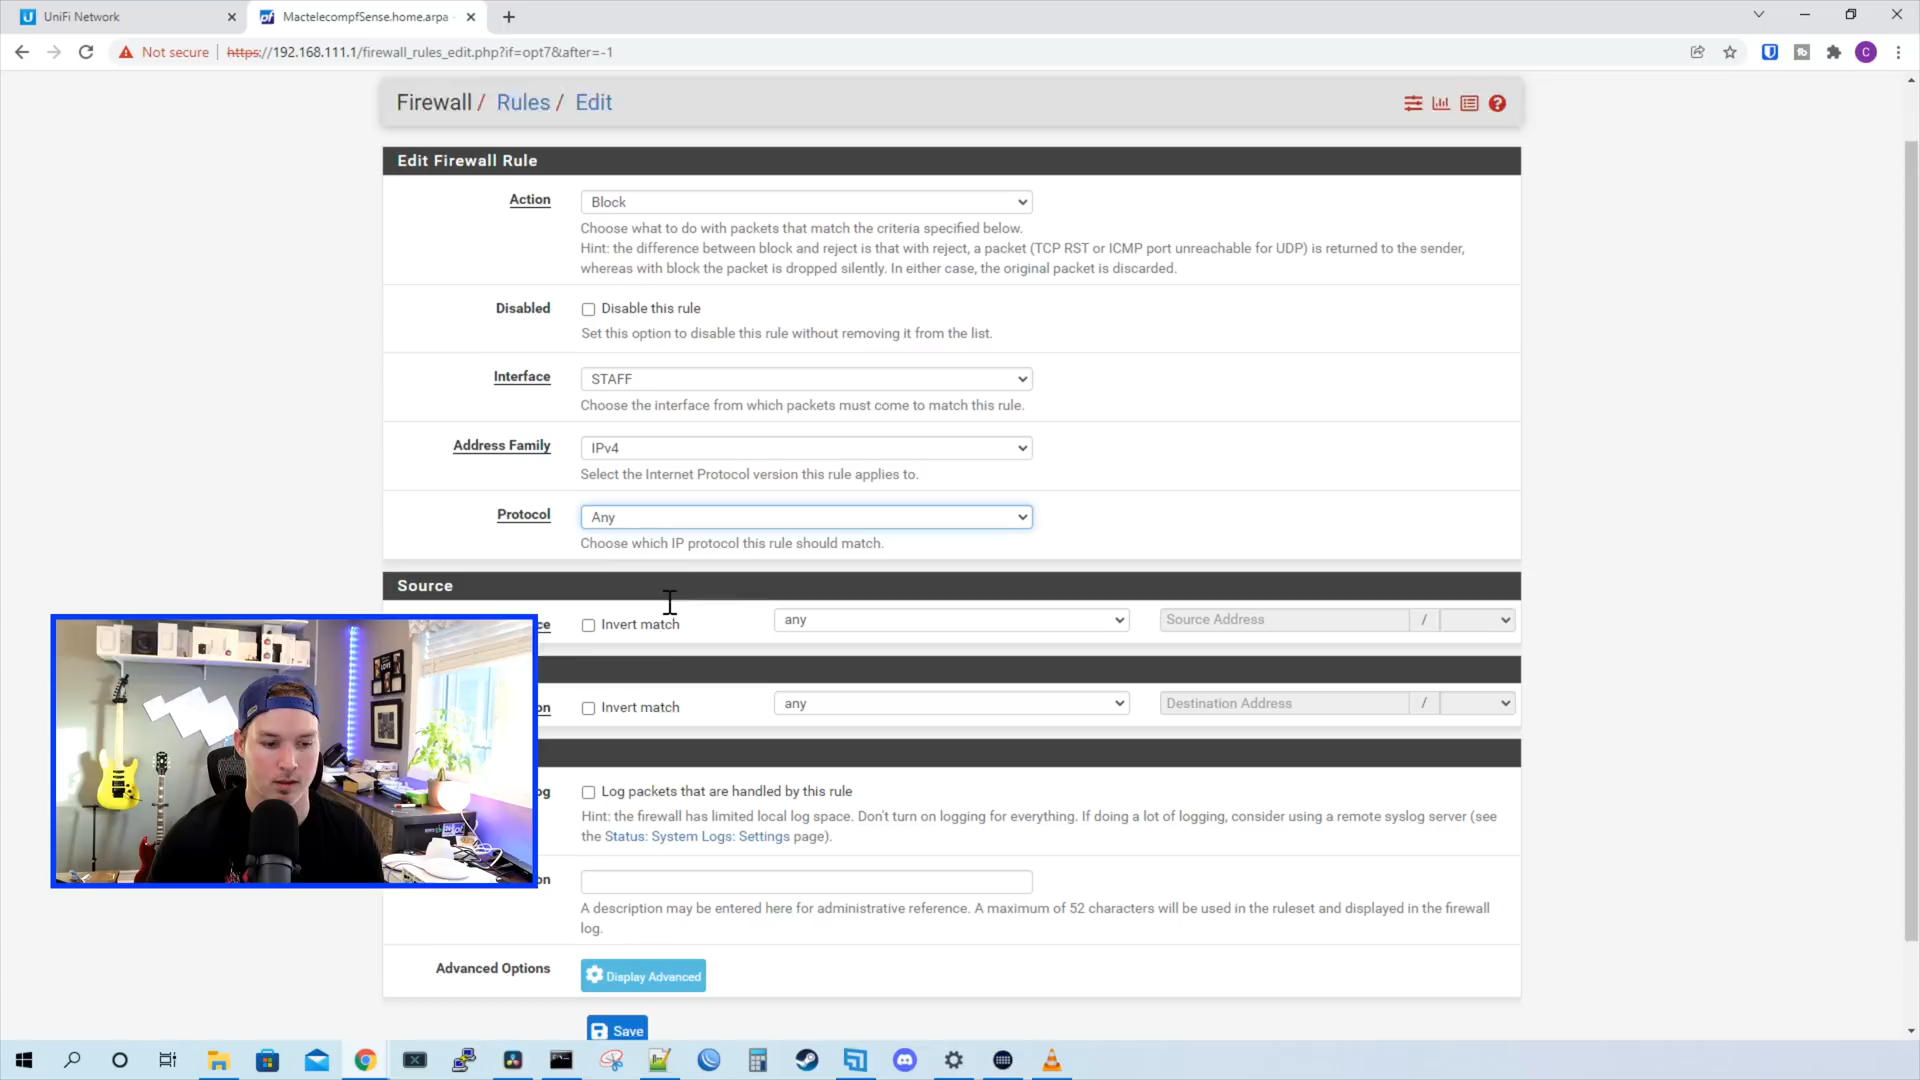 UniFi Network
MactelecompfSense.home.arpa
Not secure
https://192.168.111.1/firewall_rules_edit.php?if=opt7&after=-1
C
Firewall / Rules / Edit
Edit Firewall Rule
Action
Block
Choose what to do with packets that match the criteria specified below.
Hint: the difference between block and reject is that with reject, a packet (TCP RST or ICMP port unreachable for UDP) is returned to the sender,
whereas with block the packet is dropped silently. In either case, the original packet is discarded.
Disabled
Disable this rule
Set this option to disable this rule without removing it from the list.
Interface
STAFF
Choose the interface from which packets must come to match this rule.
Address Family
IPv4
Select the Internet Protocol version this rule applies to.
Protocol
Any
Choose which IP protocol this rule should match.
Source
ce
Invert match
any
Source Address
/
on
Invert match
any
Destination Address
/
og
Log packets that are handled by this rule
Hint: the firewall has limited local log space. Don't turn on logging for everything. If doing a lot of logging, consider using a remote syslog server (see
the Status: System Logs: Settings page).
on
A description may be entered here for administrative reference. A maximum of 52 characters will be used in the ruleset and displayed in the firewall
log.
Advanced Options
Display Advanced
Save